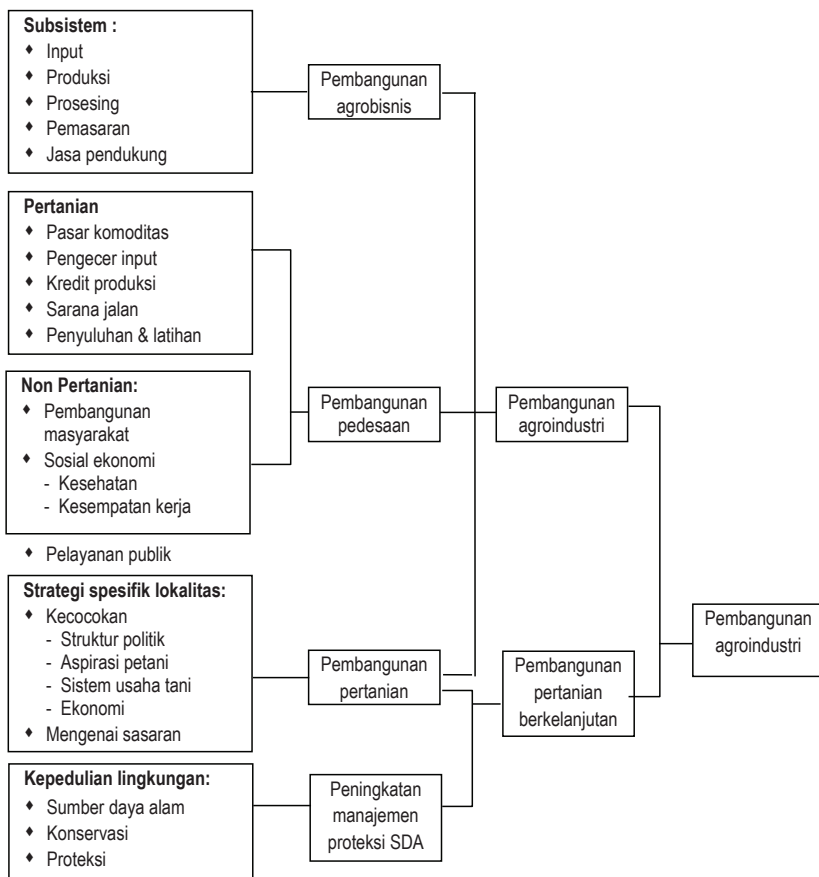 Subsistem :
♦ Input
♦ Produksi
♦ Prosesing
♦ Pemasaran
♦ Jasa pendukung
Pembangunan
agrobisnis
Pertanian
♦ Pasar komoditas
♦ Pengecer input
♦ Kredit produksi
♦ Sarana jalan
♦ Penyuluhan & latihan
Non Pertanian:
♦ Pembangunan
masyarakat
♦ Sosial ekonomi
- Kesehatan
- Kesempatan kerja
♦ Pelayanan publik
Pembangunan
pedesaan
Pembangunan
agroindustri
Strategi spesifik lokalitas:
♦ Kecocokan
- Struktur politik
- Aspirasi petani
- Sistem usaha tani
- Ekonomi
♦ Mengenai sasaran
Pembangunan
pertanian
Pembangunan
pertanian
berkelanjutan
Pembangunan
agroindustri
Kepedulian lingkungan:
♦ Sumber daya alam
♦ Konservasi
♦ Proteksi
Peningkatan
manajemen
proteksi SDA